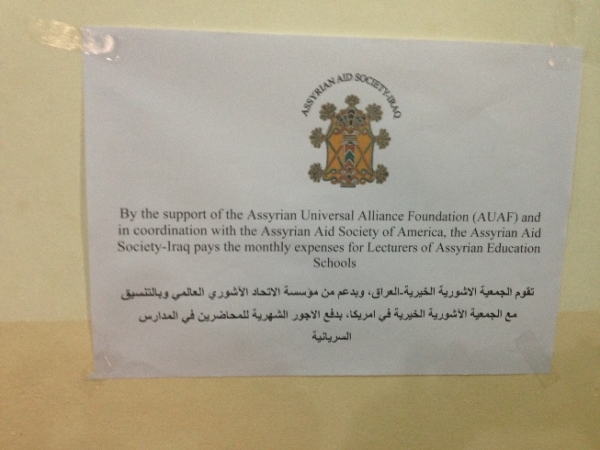 ASSYRIAN AID SOCIETY-IRAQ
By the support of the Assyrian Universal Alliance Foundation (AUAF) and
in coordination with the Assyrian Aid Society of America, the Assyrian Aid
Society-Iraq pays the monthly expenses for Lecturers of Assyrian Education
Schools
تقوم الجمعية الاشورية الخيرية-العراق، وبدعم من مؤسسة الاتحاد الأشوري العالمي وبالتنسيق
مع الجمعية الأشورية الخيرية في امريكا، بدفع الاجور الشهرية للمحاضرين في المدارس
السريانية